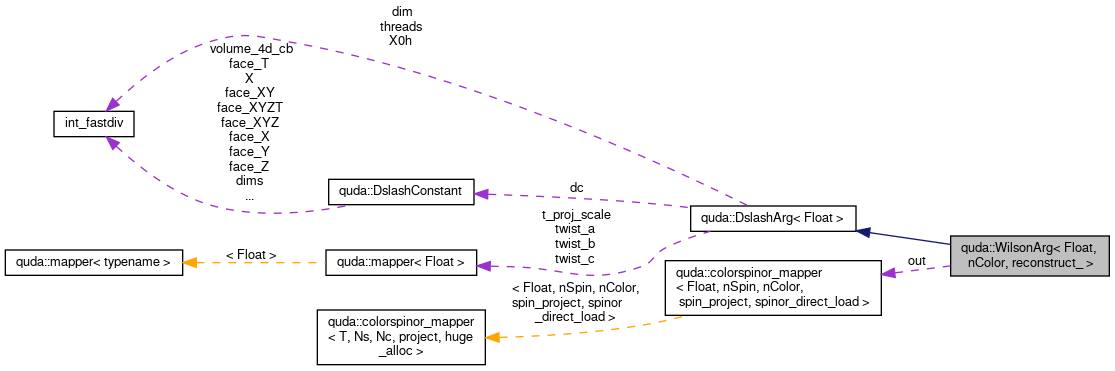 dim
threads
X0h
volume_4d_cb
face_T
X
face_XY
face_XYZT
face_XYZ
face_X
face_Y
face_Z
dims
...
int_fastdiv
quda::DslashConstant
dc
quda::DslashArg< Float >
t_proj_scale
twist_a
twist_b
twist_c
quda::WilsonArg< Float,
nColor, reconstruct_ >
out
quda::mapper< typename >
< Float >
quda::mapper< Float >
quda::colorspinor_mapper
< Float, nSpin, nColor,
spin_project, spinor_direct_load >
< Float, nSpin, nColor,
spin_project, spinor
_direct_load >
quda::colorspinor_mapper
< T, Ns, Nc, project, huge
_alloc >